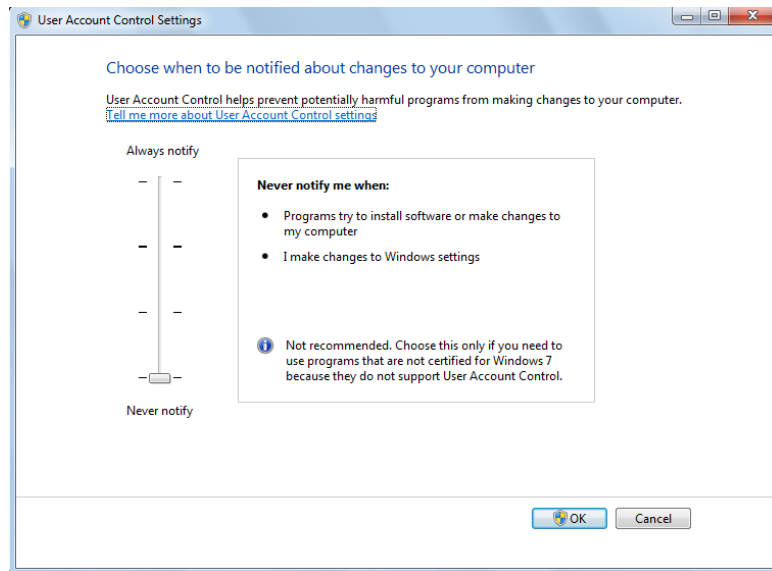 User Account Control Settings
Choose when to be notified about changes to your computer
User Account Control helps prevent potentially harmful programs from making changes to your computer.
Tell me more about User Account Control settings
Always notify
Never notify me when:
• Programs try to install software or make changes to
my computer
• I make changes to Windows settings
Not recommended. Choose this only if you need to
use programs that are not certified for Windows 7
because they do not support User Account Control.
Never notify
OK
Cancel